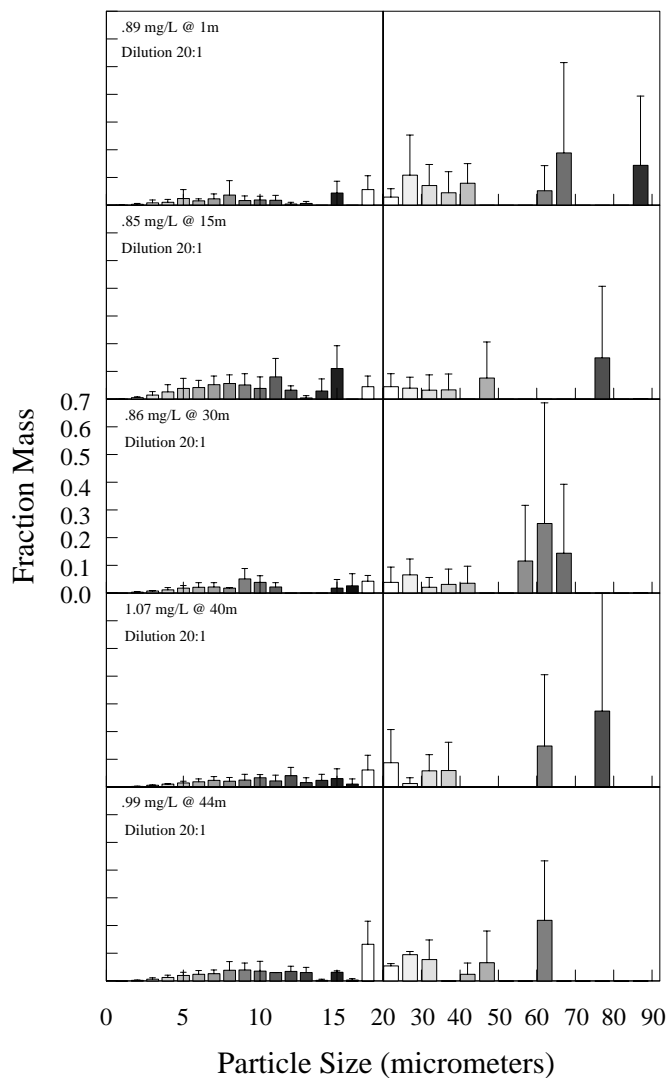 .89 mg/L @ 1m
Dilution 20:1
.85 mg/L @ 15m
Dilution 20:1
Fraction Mass
0.7
0.6
0.5
0.4
0.3
0.2
0.1
0.0
.86 mg/L @ 30m
Dilution 20:1
1.07 mg/L @ 40m
Dilution 20:1
.99 mg/L @ 44m
Dilution 20:1
0 5 10 15 20 30 40 50 60 70 80 90
Particle Size (micrometers)